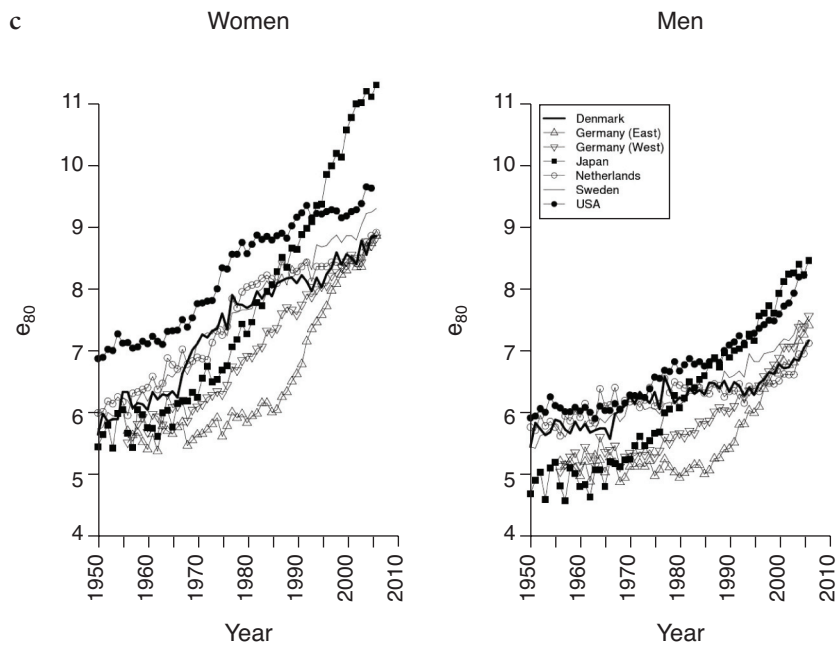 c
Women
Men
11
10
9
8
7
6
5
4
e80
1950
1960
1970
1980
1990
2000
2010
Year
11
10
9
8
7
6
5
4
e80
Denmark
Germany (East)
Germany (West)
Japan
Netherlands
Sweden
USA
1950
1960
1970
1980
1990
2000
2010
Year